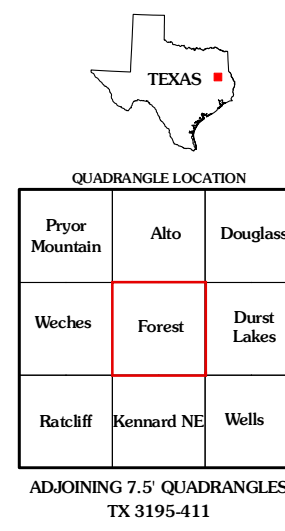 TEXAS
QUADRANGLE LOCATION
Pryor
Mountain
Alto
Douglass
Weches
Forest
Durst
Lakes
Ratcliff
Kennard NE
Wells
ADJOINING 7.5' QUADRANGLES
TX 3195-411